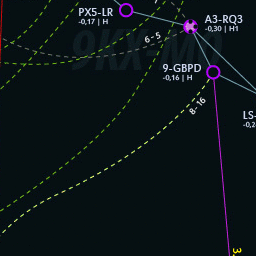 PX5-LR
-0,17 | H
A3-RQ3
-0,30 | H1
6-5
9KX-M
9-GBPD
-0,16 | H
8-16
LS-
-0,2
3